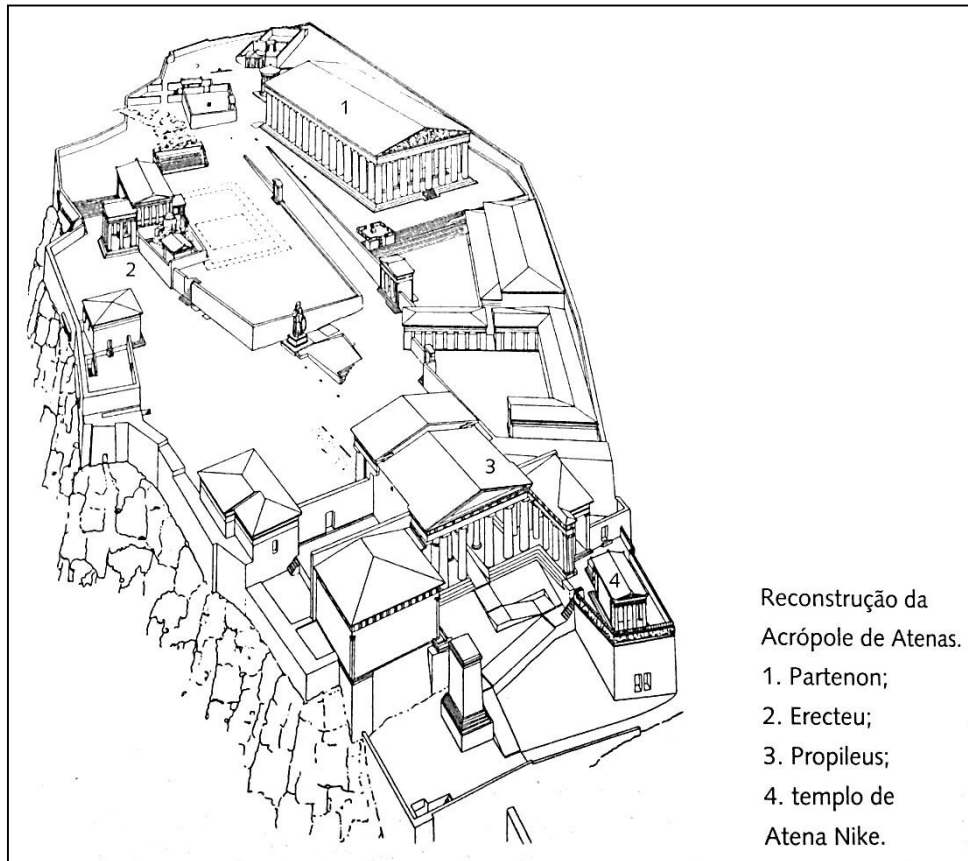 1
2
3
4
Reconstrução da
Acrópole de Atenas.
1. Partenon;
2. Erecteu;
3. Propileus;
4. templo de
Atena Nike.